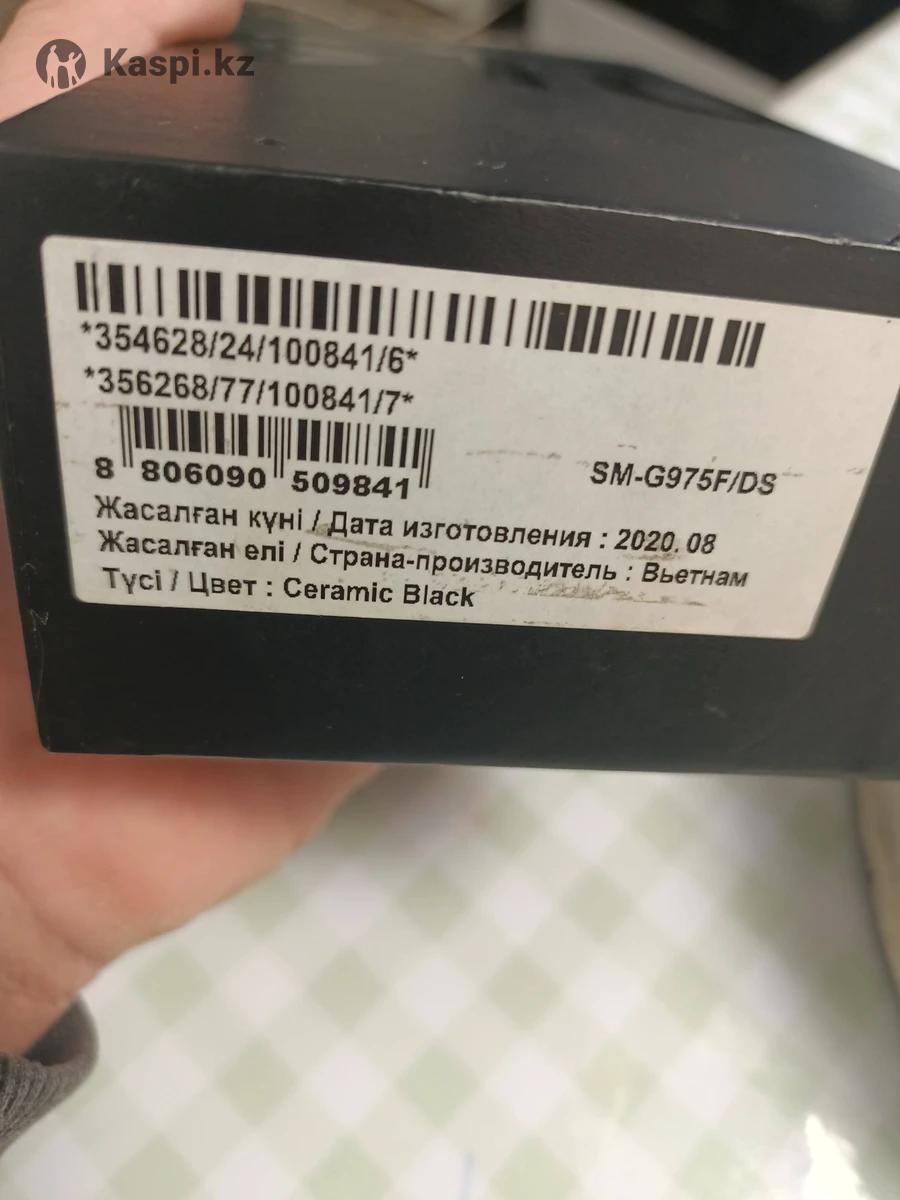 Kaspi.kz
*354628/24/100841/6*
*356268/77/100841/7*
8 806090 509841
SM-G975F/DS
Жасалған күні / Дата изготовления : 2020. 08
Жасалған елі / Страна-производитель : Вьетнам
Түсі / Цвет : Ceramic Black